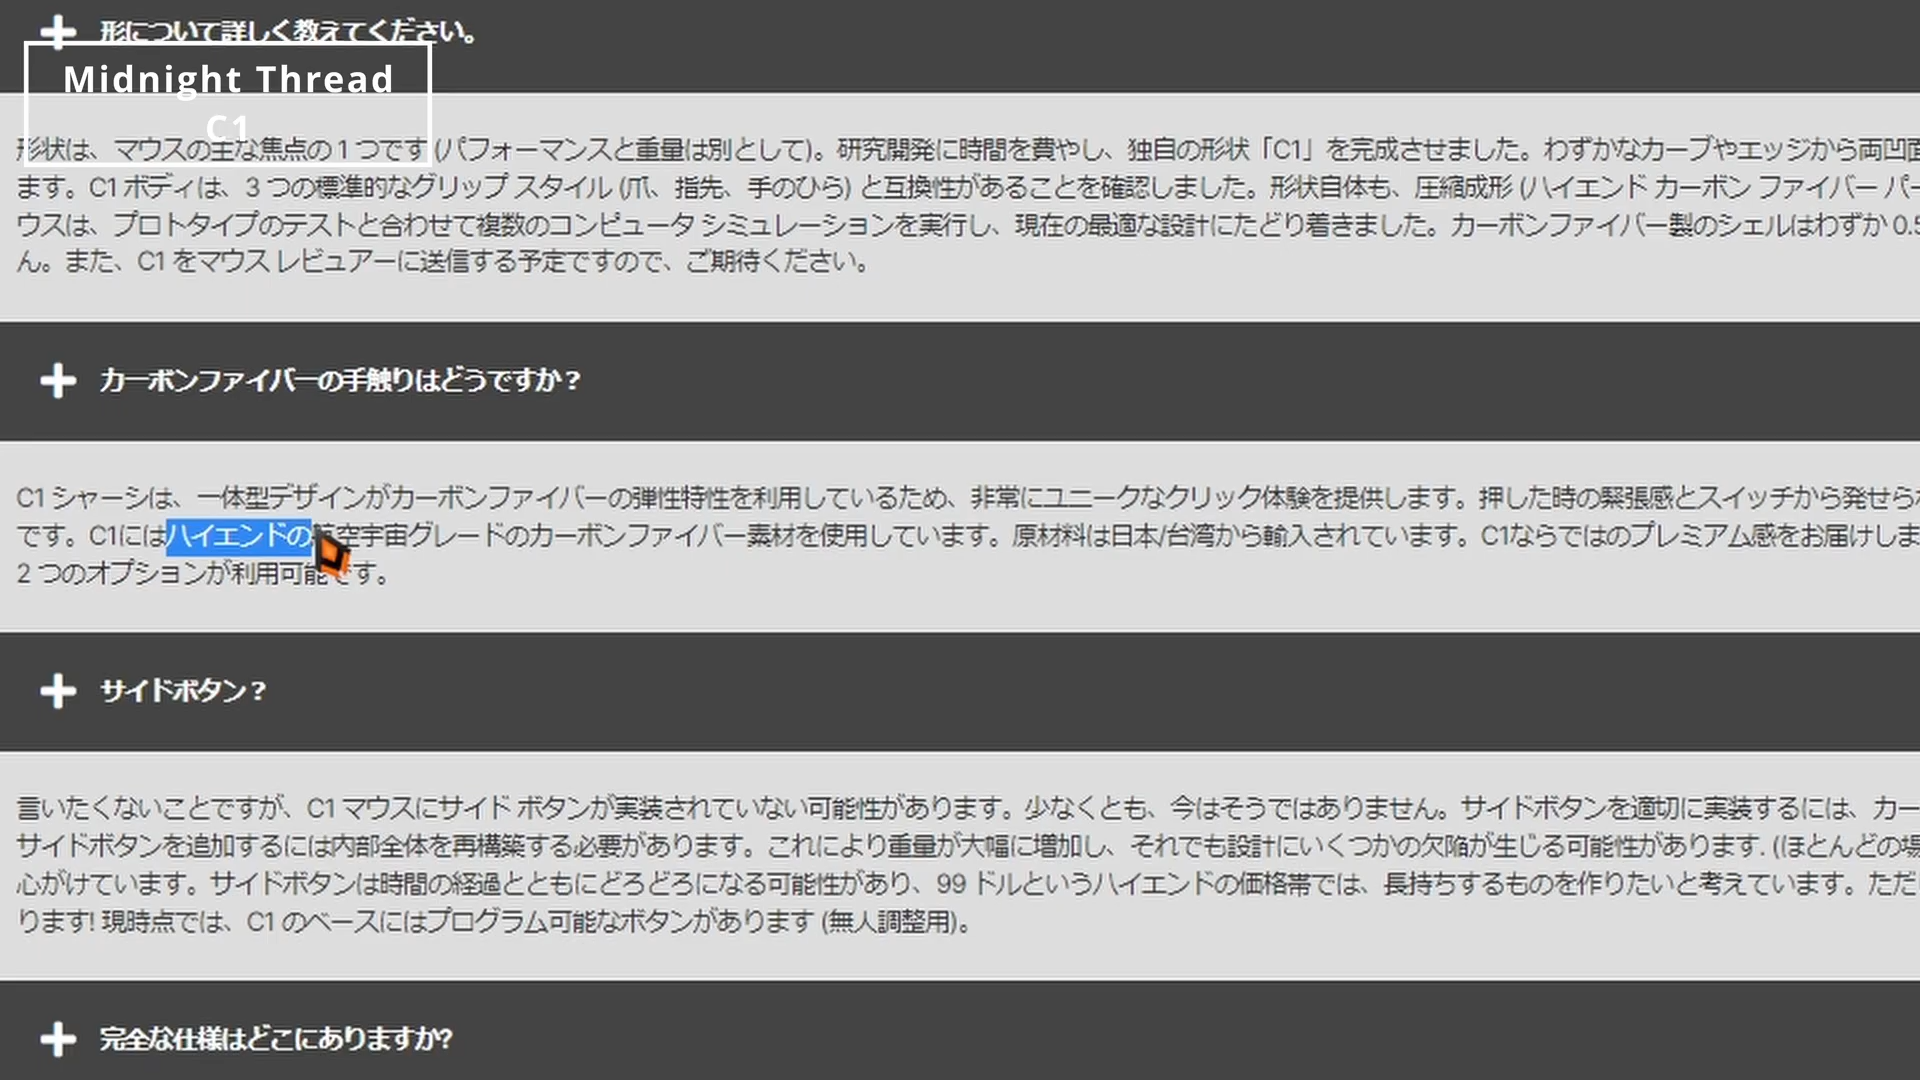 形について詳しく教えてください。
Midnight Thread
C1
形状は、マウスの主な焦点の 1 つです (パフォーマンスと重量は別として)。研究開発に時間を費やし、独自の形状「C1」を完成させました。わずかなカーブやエッジから両凹面
ます。C1 ボディは、3 つの標準的なグリップ スタイル (爪、指先、手のひら) と互換性があることを確認しました。形状自体も、圧縮成形 (ハイエンド カーボン ファイバー パー
ウスは、プロトタイプのテストと合わせて複数のコンピュータ シミュレーションを実行し、現在の最適な設計にたどり着きました。カーボンファイバー製のシェルはわずか 0.5
ん。また、C1 をマウス レビュアーに送信する予定ですので、ご期待ください。
カーボンファイバーの手触りはどうですか？
C1 シャーシは、一体型デザインがカーボンファイバーの弾性特性を利用しているため、非常にユニークなクリック体験を提供します。押した時の緊張感とスイッチから発せら
です。C1にはハイエンドの航空宇宙グレードのカーボンファイバー素材を使用しています。原材料は日本/台湾から輸入されています。C1ならではのプレミアム感をお届けしま
2 つのオプションが利用可能です。
サイドボタン？
言いたくないことですが、C1 マウスにサイド ボタンが実装されていない可能性があります。少なくとも、今はそうではありません。サイドボタンを適切に実装するには、カー
サイドボタンを追加するには内部全体を再構築する必要があります。これにより重量が大幅に増加し、それでも設計にいくつかの欠陥が生じる可能性があります. (ほとんどの場
心がけています。サイドボタンは時間の経過とともにどろどろになる可能性があり、99 ドルというハイエンドの価格帯では、長持ちするものを作りたいと考えています。ただ
ります! 現時点では、C1 のベースにはプログラム可能なボタンがあります (無人調整用)。
完全な仕様はどこにありますか?